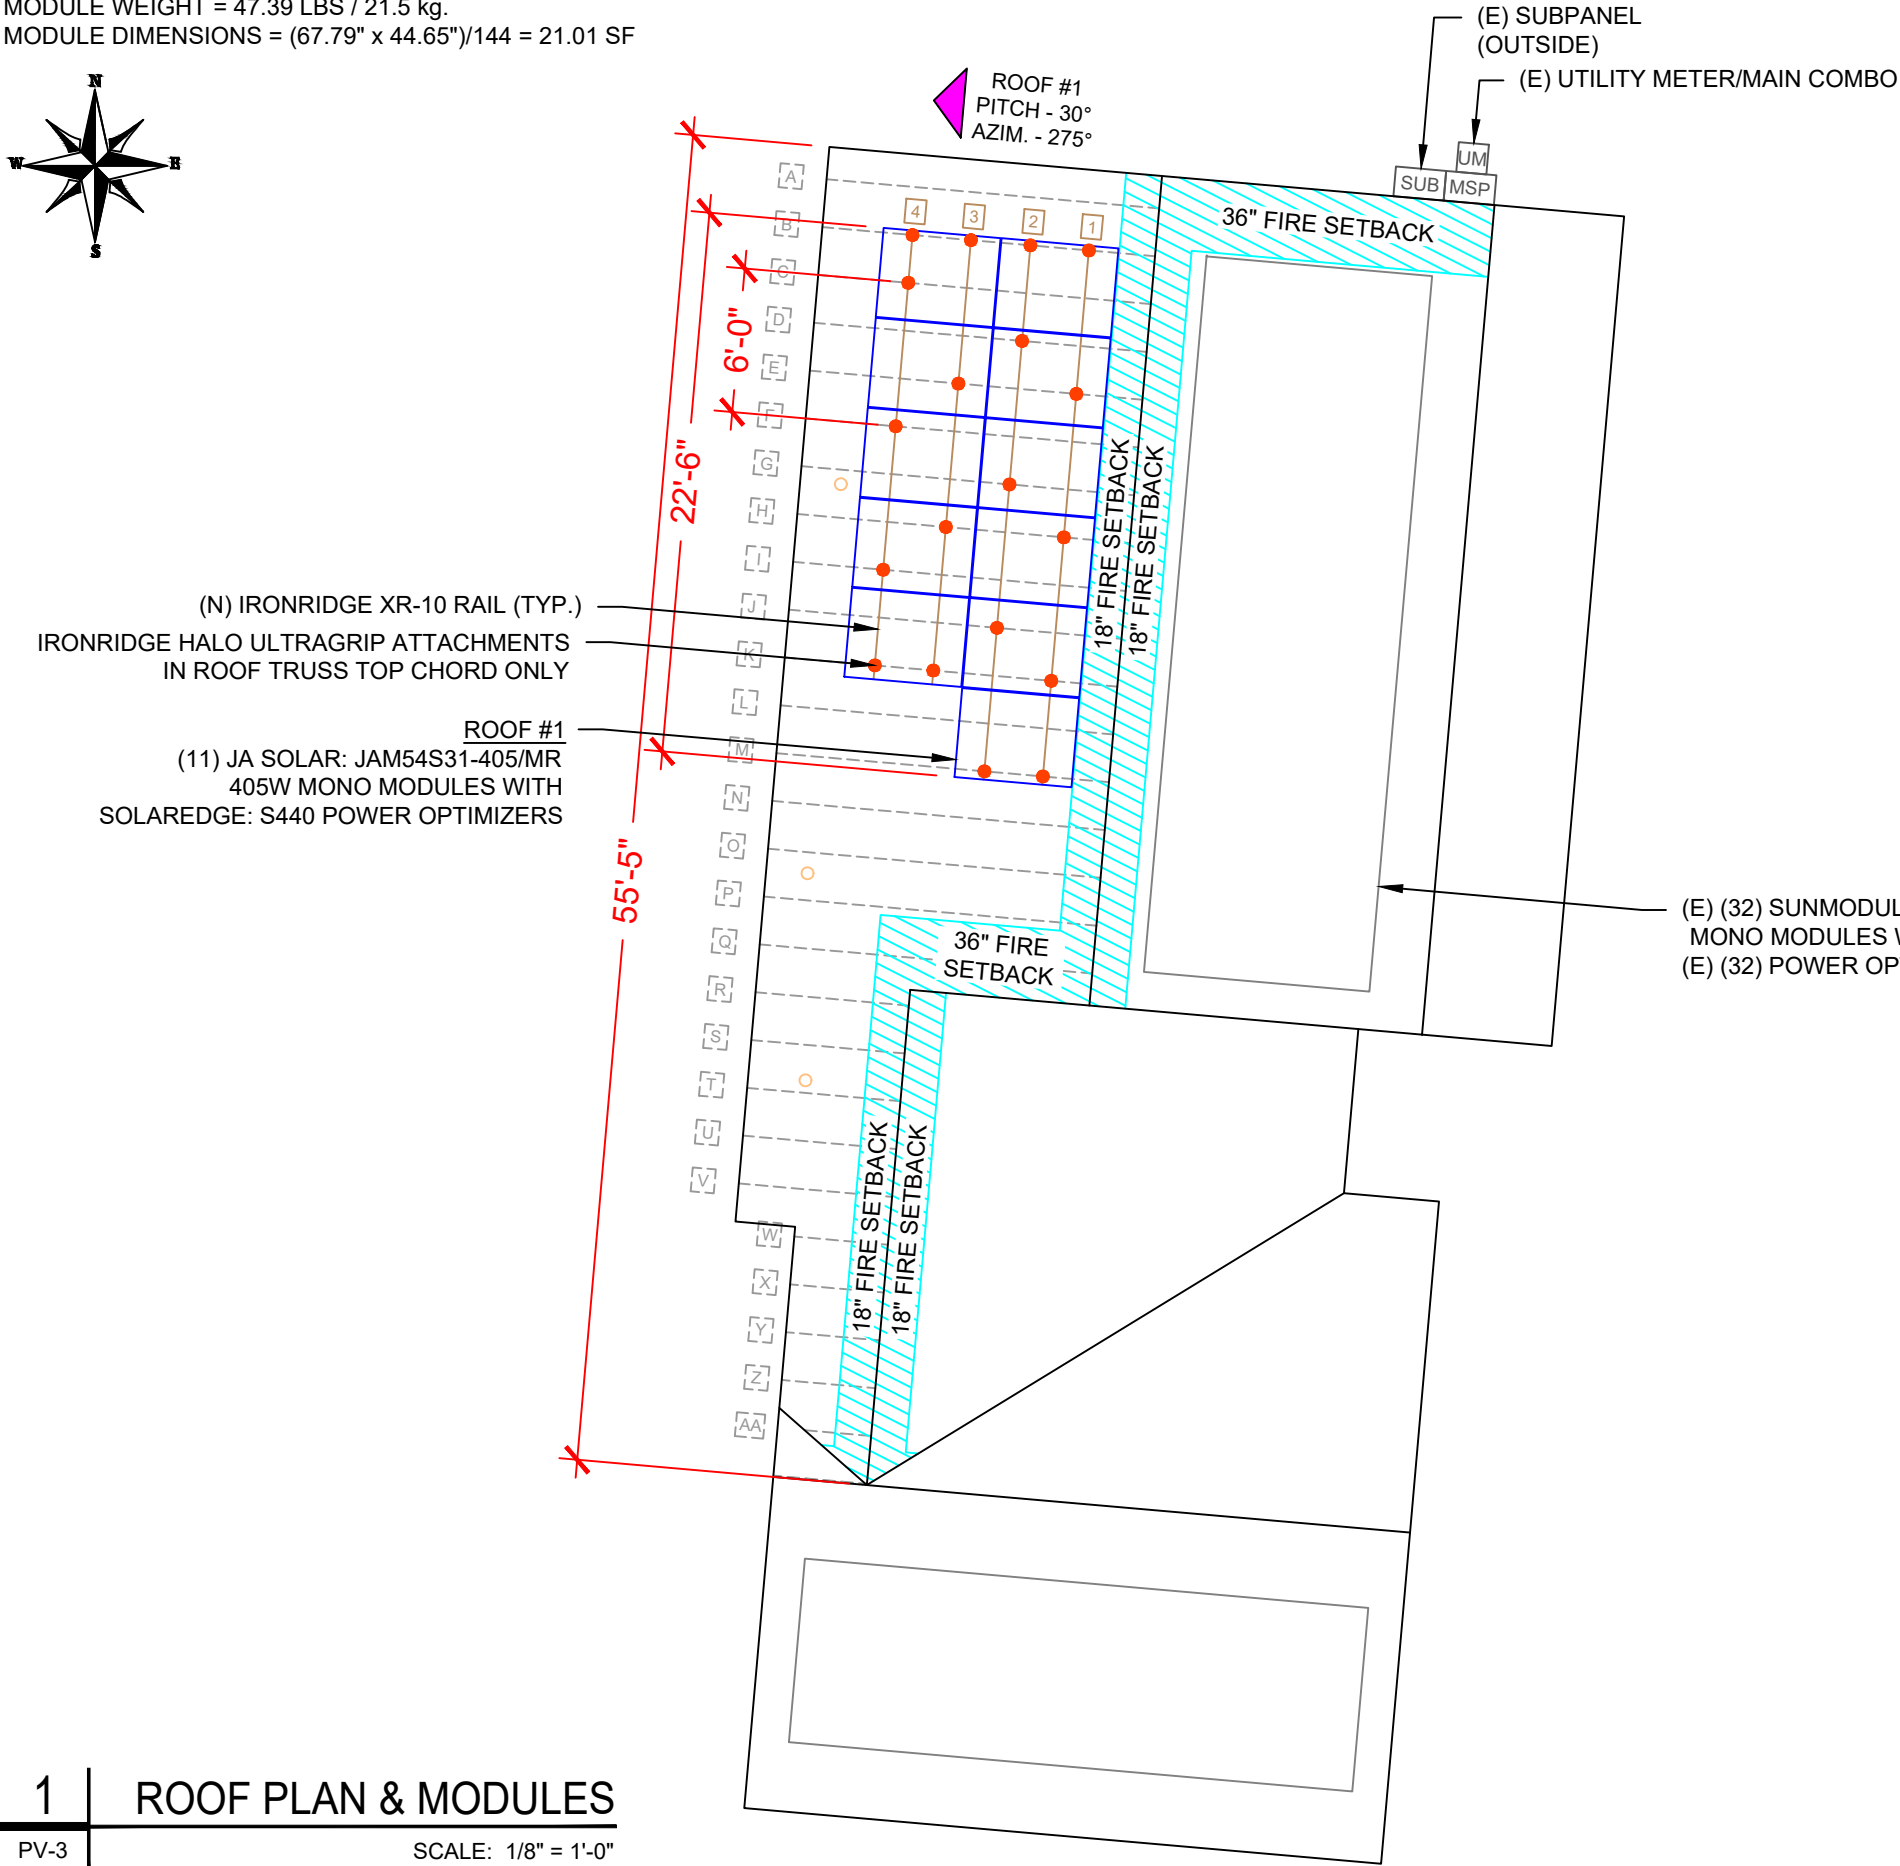 MODULE WEIGHT = 47.39 LBS / 21.5 kg.
MODULE DIMENSIONS = (67.79" x 44.65")/144 = 21.01 SF
N
W
E
S
(E) SUBPANEL
(OUTSIDE)
(E) UTILITY METER/MAIN COMBO
ROOF #1
PITCH - 30°
AZIM. - 275°
UM
SUB
MSP
36" FIRE SETBACK
4
3
2
1
A
B
C
D
E
F
G
H
I
J
K
L
M
N
O
P
Q
R
S
T
U
V
W
X
Y
Z
AA
6'-0"
22'-6"
55'-5"
18" FIRE SETBACK
18" FIRE SETBACK
(N) IRONRIDGE XR-10 RAIL (TYP.)
IRONRIDGE HALO ULTRAGRIP ATTACHMENTS
IN ROOF TRUSS TOP CHORD ONLY
ROOF #1
(11) JA SOLAR: JAM54S31-405/MR
405W MONO MODULES WITH
SOLAREDGE: S440 POWER OPTIMIZERS
(E) (32) SUNMODUL
MONO MODULES W
(E) (32) POWER OP
36" FIRE
SETBACK
18" FIRE SETBACK
18" FIRE SETBACK
1
ROOF PLAN & MODULES
PV-3
SCALE: 1/8" = 1'-0"